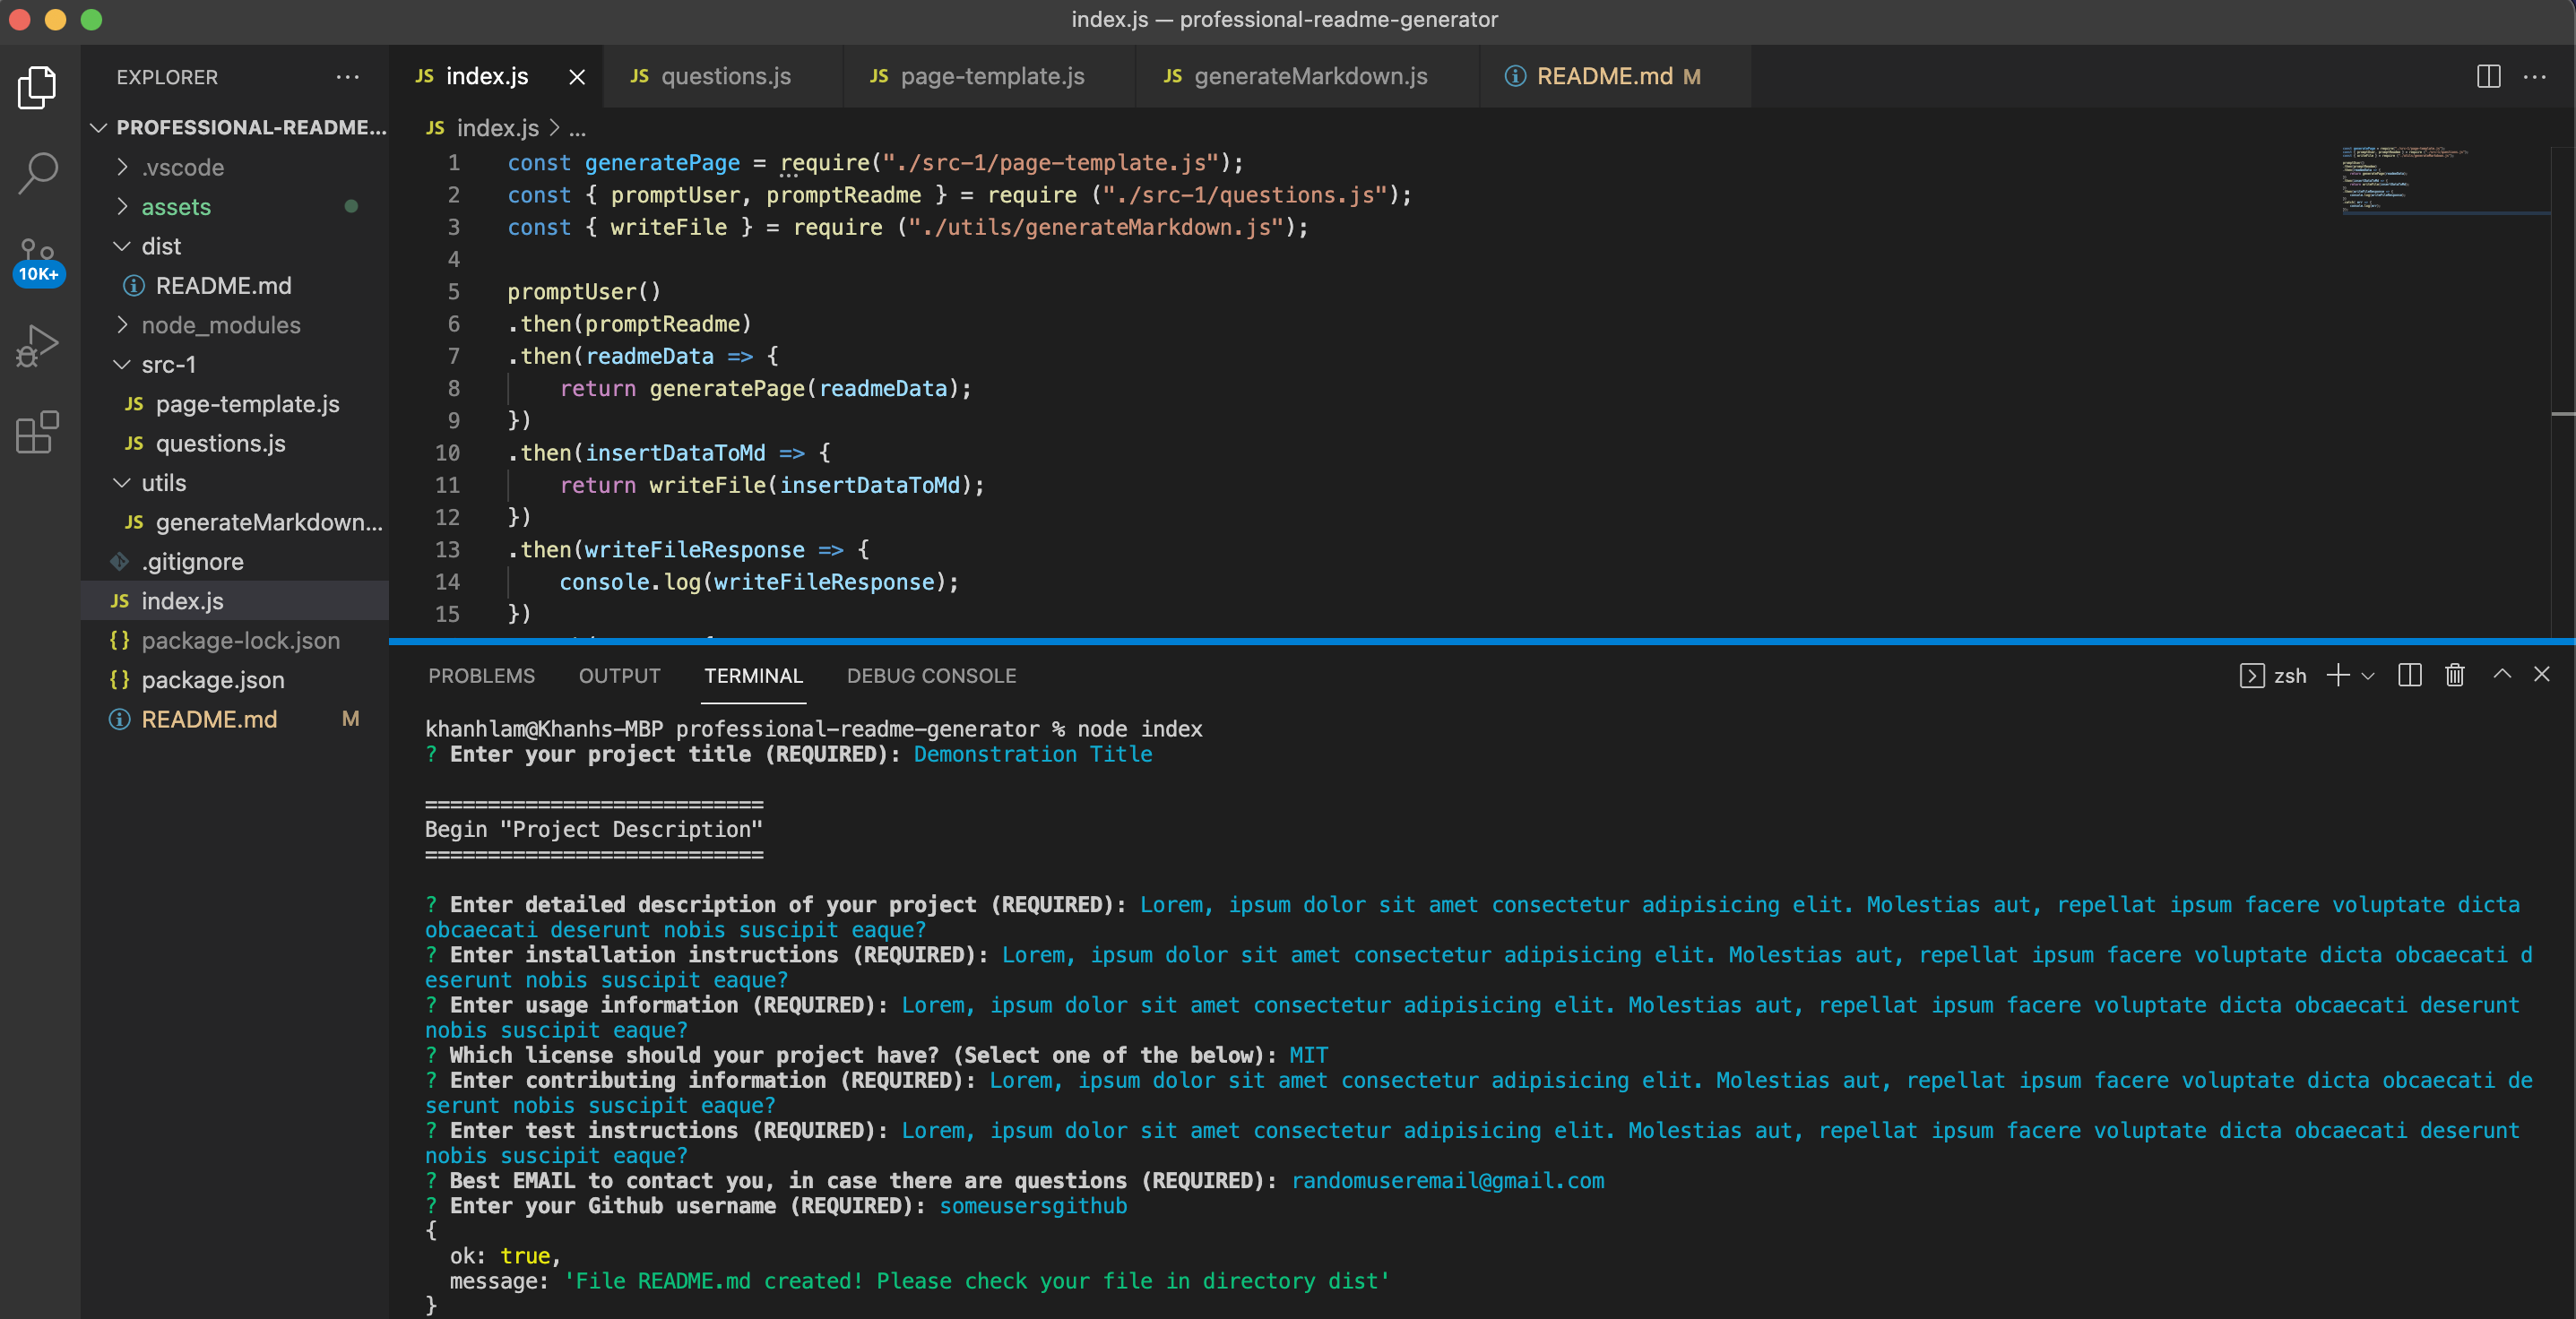 index.js — professional-readme-generator
EXPLORER
JS index.js
JS questions.js
JS page-template.js
JS generateMarkdown.js
README.md M
PROFESSIONAL-README...
.vscode
assets
dist
README.md
node_modules
src-1
JS page-template.js
JS questions.js
utils
JS generateMarkdown...
.gitignore
JS index.js
{} package-lock.json
{} package.json
README.md M
10K+
JS index.js > ...
1 const generatePage = require("./src-1/page-template.js");
2 const { promptUser, promptReadme } = require ("./src-1/questions.js");
3 const { writeFile } = require ("./utils/generateMarkdown.js");
4
5 promptUser()
6 .then(promptReadme)
7 .then(readmeData => {
8 return generatePage(readmeData);
9 })
10 .then(insertDataToMd => {
11 return writeFile(insertDataToMd);
12 })
13 .then(writeFileResponse => {
14 console.log(writeFileResponse);
15 })
PROBLEMS OUTPUT TERMINAL DEBUG CONSOLE
zsh
khanhlam@Khanhs-MBP professional-readme-generator % node index
? Enter your project title (REQUIRED): Demonstration Title
===========================
Begin "Project Description"
===========================
? Enter detailed description of your project (REQUIRED): Lorem, ipsum dolor sit amet consectetur adipisicing elit. Molestias aut, repellat ipsum facere voluptate dicta
obcaecati deserunt nobis suscipit eaque?
? Enter installation instructions (REQUIRED): Lorem, ipsum dolor sit amet consectetur adipisicing elit. Molestias aut, repellat ipsum facere voluptate dicta obcaecati d
eserunt nobis suscipit eaque?
? Enter usage information (REQUIRED): Lorem, ipsum dolor sit amet consectetur adipisicing elit. Molestias aut, repellat ipsum facere voluptate dicta obcaecati deserunt
nobis suscipit eaque?
? Which license should your project have? (Select one of the below): MIT
? Enter contributing information (REQUIRED): Lorem, ipsum dolor sit amet consectetur adipisicing elit. Molestias aut, repellat ipsum facere voluptate dicta obcaecati de
serunt nobis suscipit eaque?
? Enter test instructions (REQUIRED): Lorem, ipsum dolor sit amet consectetur adipisicing elit. Molestias aut, repellat ipsum facere voluptate dicta obcaecati deserunt
nobis suscipit eaque?
? Best EMAIL to contact you, in case there are questions (REQUIRED): randomuseremail@gmail.com
? Enter your Github username (REQUIRED): someusersgithub
{
ok: true,
message: 'File README.md created! Please check your file in directory dist'
}